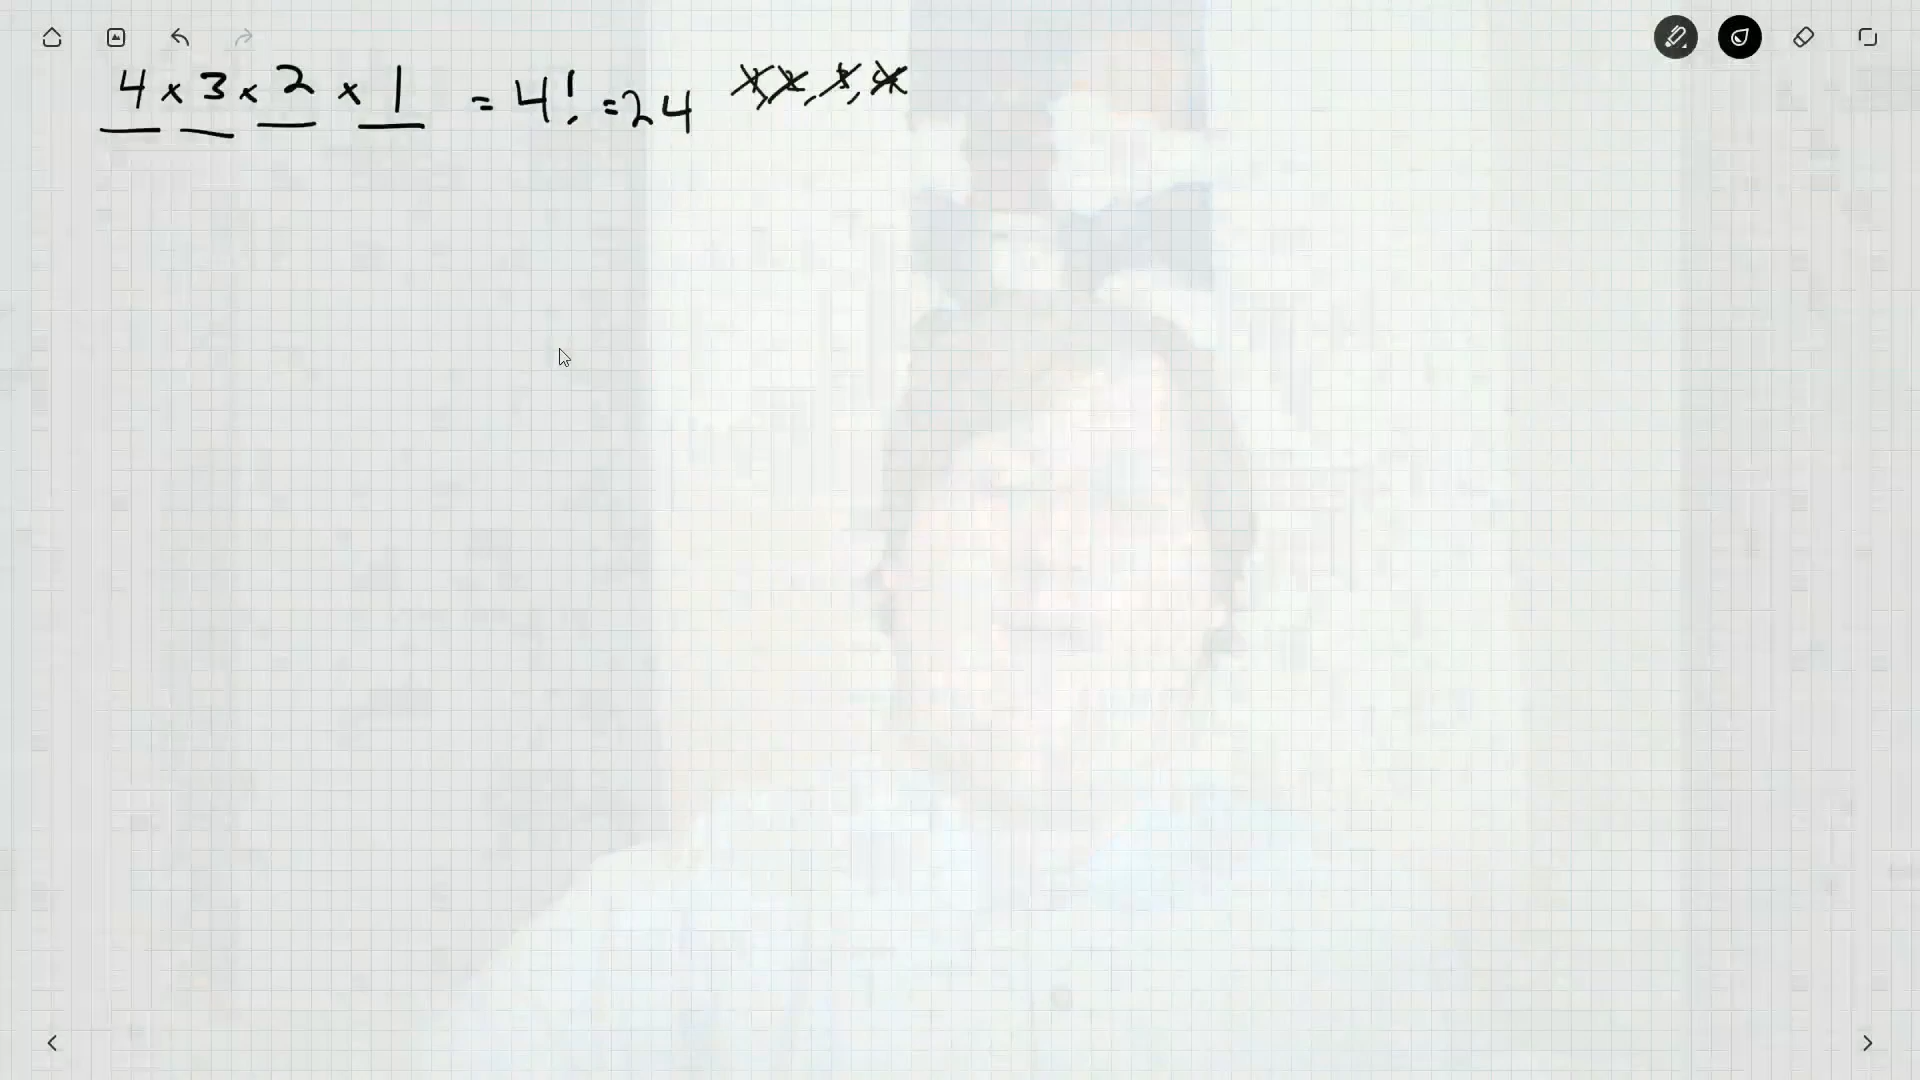 4 x 3 x 2 x 1 = 4! = 24